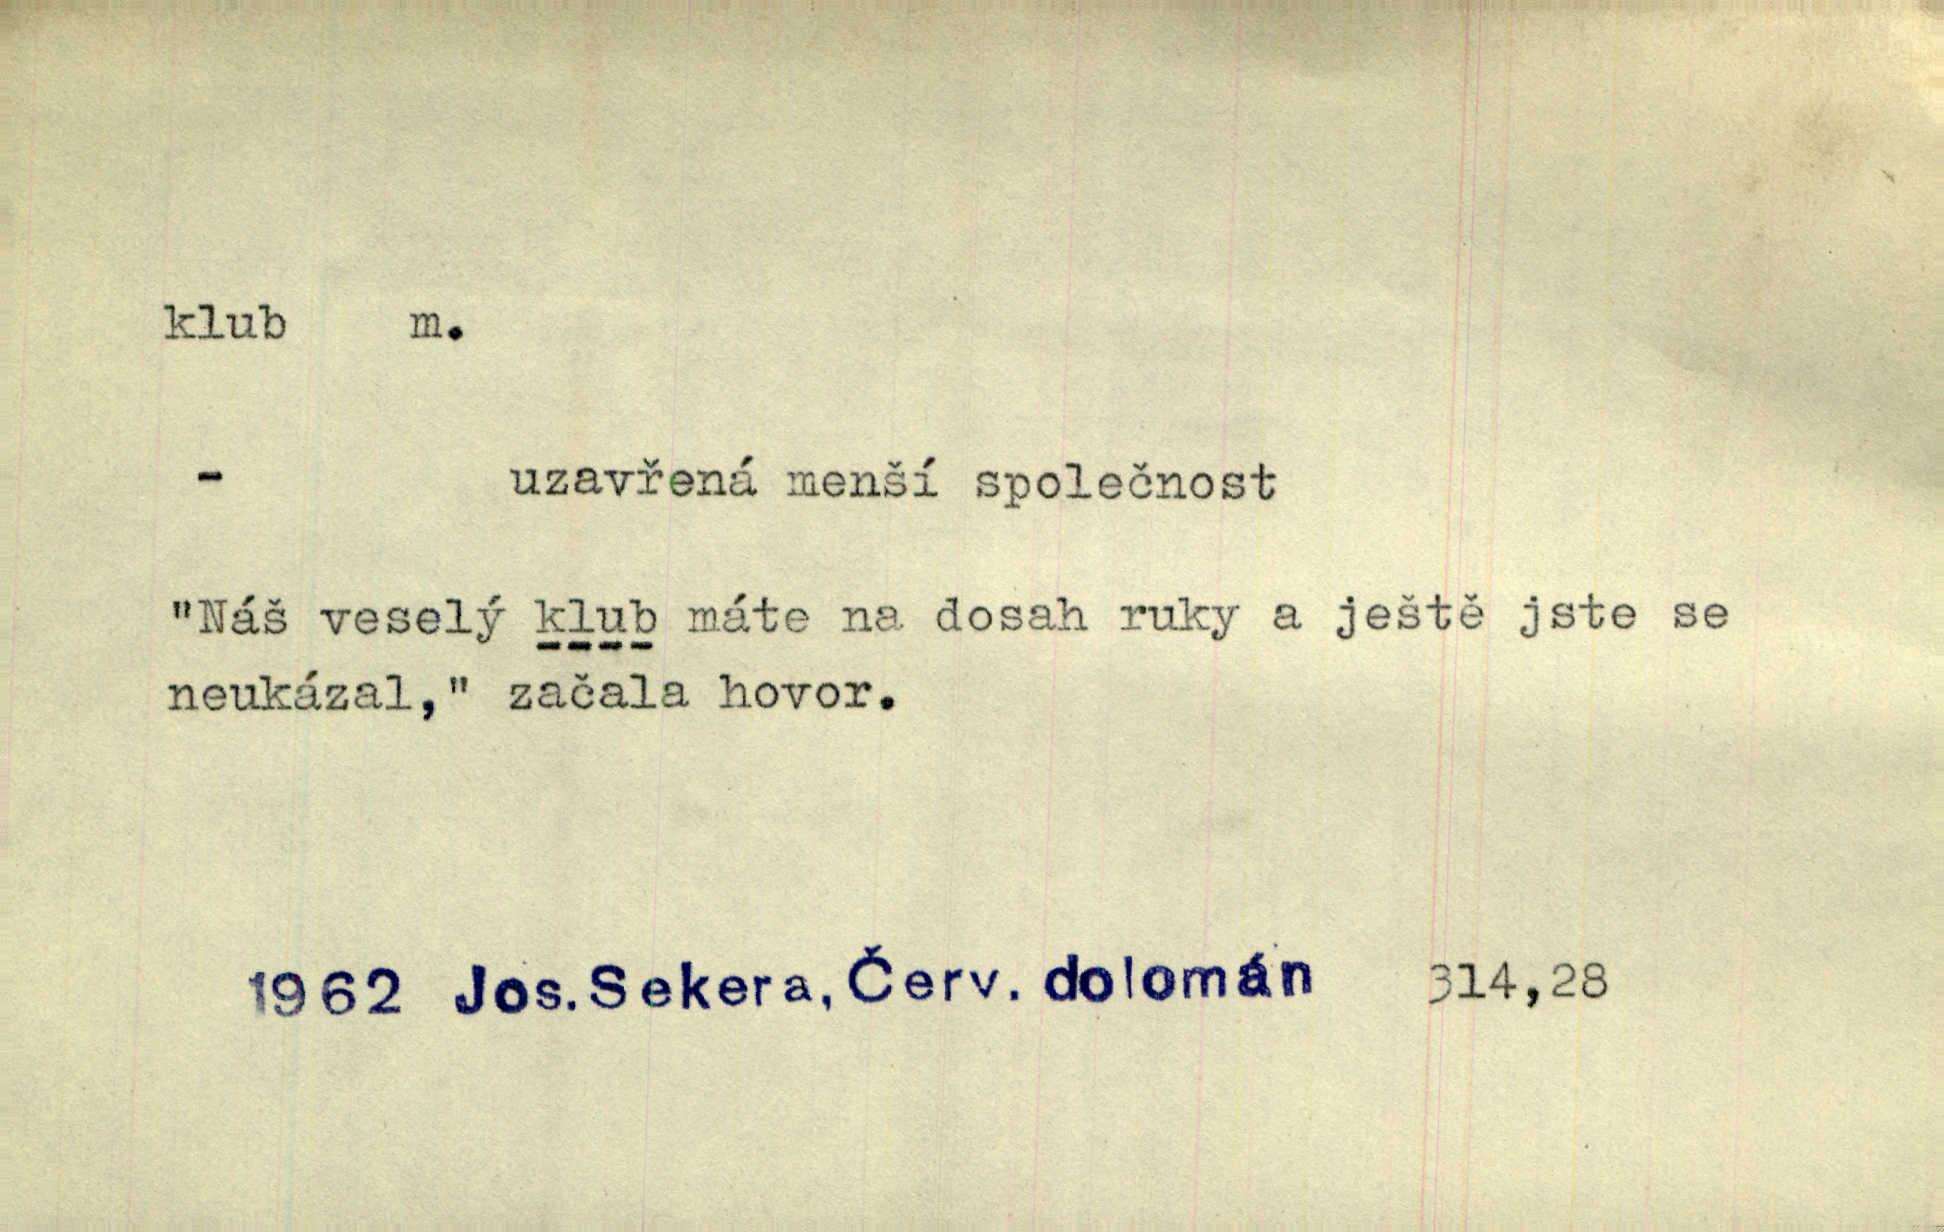 klub m.
- uzavřená menší společnost
"Náš veselý klub máte na dosah ruky a ještě jste se
neukázal," začala hovor.
1962 Jos. Sekera, Červ. dolomán 314,28